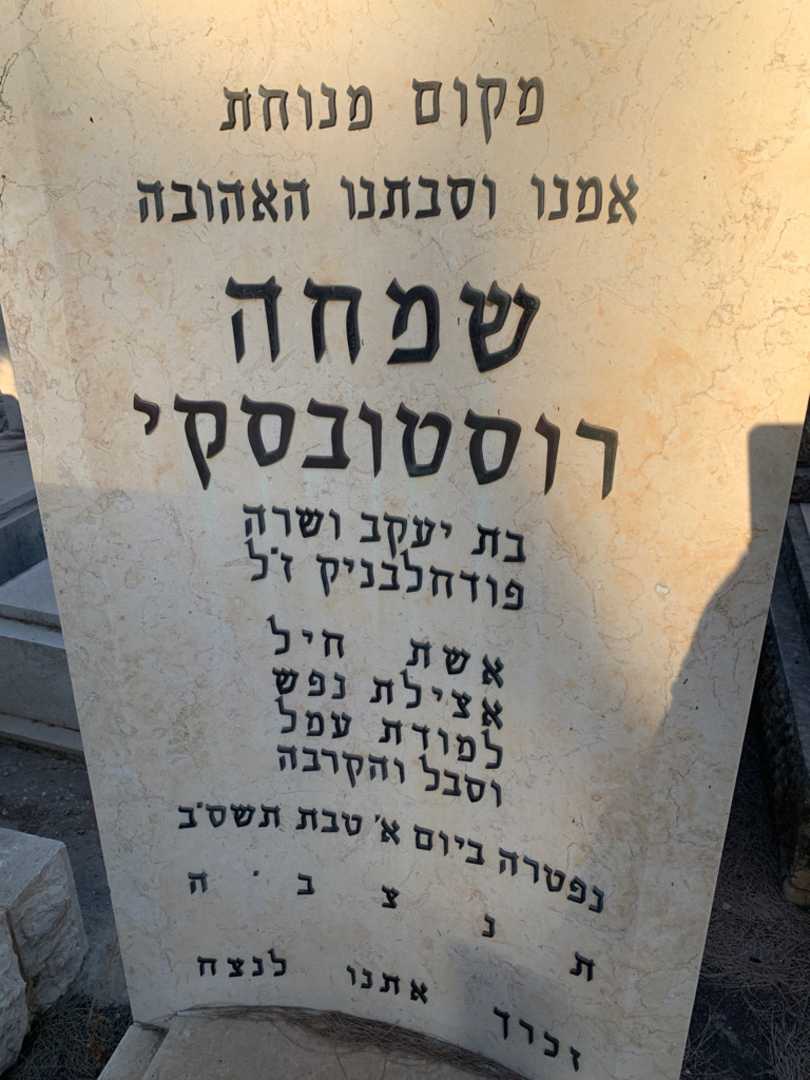 מקום מנוחת
אמנו וסבתנו האהובה
שמחה
רוסטובסקי
בת יעקב ושרה
פודחלבניק ז"ל
אשת חיל
אצילת נפש
למודת עמל
וסבל והקרבה
נפטרה ביום א' טבת תשס"ב
ת נ צ ב " ה
זכרך אתנו לנצח